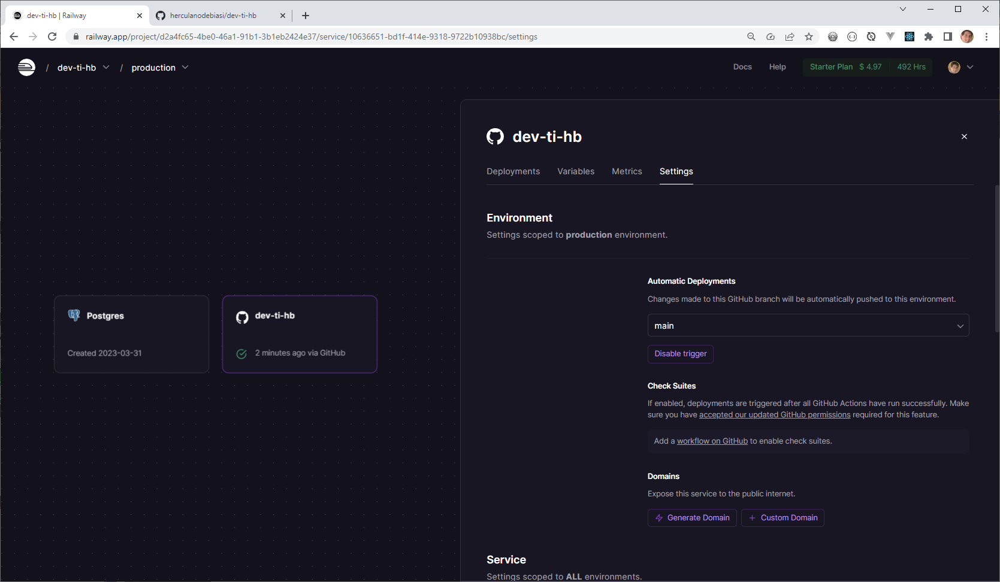 dev-ti-hb | Railway
herculanodebiasi/dev-ti-hb
railway.app/project/d2a4fc65-4be0-46a1-91b1-3b1eb2424e37/service/10636651-bd1f-414e-9318-9722b10938bc/settings
/ dev-ti-hb / production
Docs Help Starter Plan $ 4.97 492 Hrs
dev-ti-hb
Deployments Variables Metrics Settings
Environment
Settings scoped to production environment.
Automatic Deployments
Changes made to this GitHub branch will be automatically pushed to this environment.
main
Disable trigger
Check Suites
If enabled, deployments are triggered after all GitHub Actions have run successfully. Make
sure you have accepted our updated GitHub permissions required for this feature.
Add a workflow on GitHub to enable check suites.
Domains
Expose this service to the public internet.
Generate Domain
+ Custom Domain
Service
Settings scoped to ALL environments.
Postgres
Created 2023-03-31
dev-ti-hb
2 minutes ago via GitHub